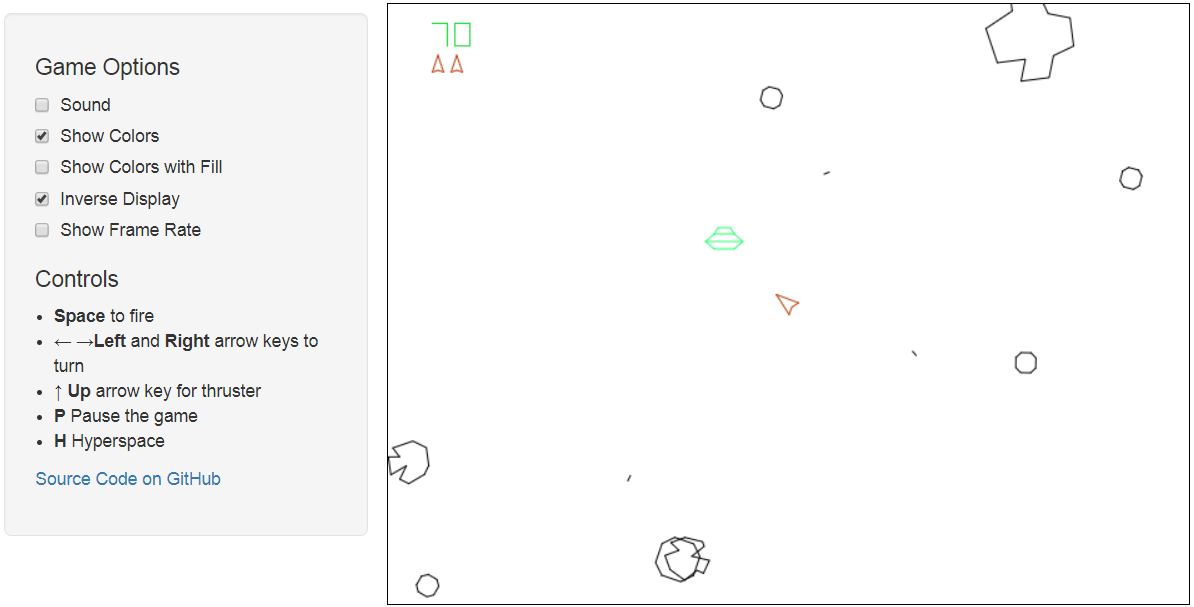 Game Options
Sound
Show Colors
Show Colors with Fill
Inverse Display
Show Frame Rate
Controls
• Space to fire
• ← →Left and Right arrow keys to
turn
• ↑ Up arrow key for thruster
• P Pause the game
• H Hyperspace
Source Code on GitHub
70